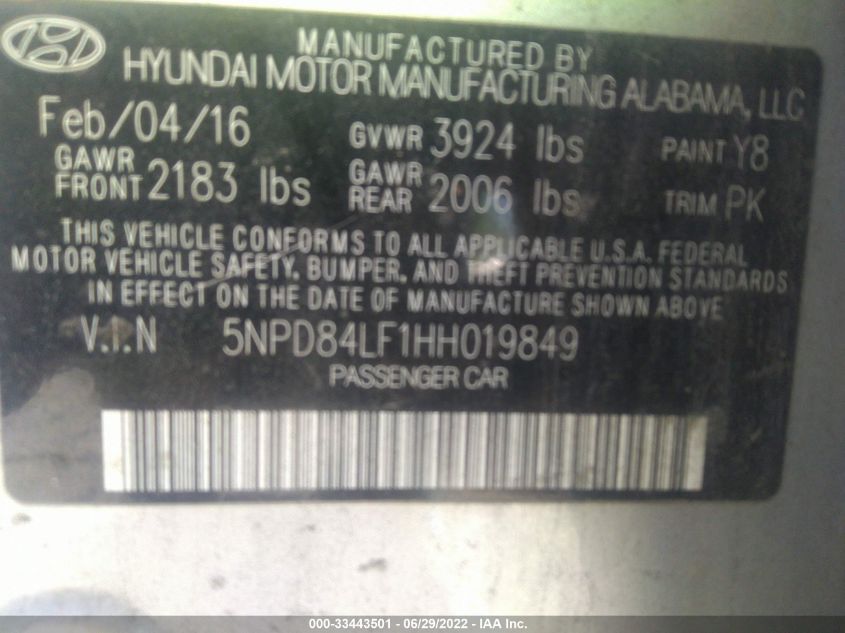 MANUFACTURED BY
HYUNDAI MOTOR MANUFACTURING ALABAMA, LLC
Feb/04/16 GVWR 3924 lbs PAINT Y8
GAWR FRONT 2183 lbs GAWR REAR 2006 lbs TRIM PK
THIS VEHICLE CONFORMS TO ALL APPLICABLE U.S.A. FEDERAL
MOTOR VEHICLE SAFETY, BUMPER, AND THEFT PREVENTION STANDARDS
IN EFFECT ON THE DATE OF MANUFACTURE SHOWN ABOVE
V.I.N 5NPD84LF1HH019849
PASSENGER CAR
000-33443501 - 06/29/2022 - IAA Inc.